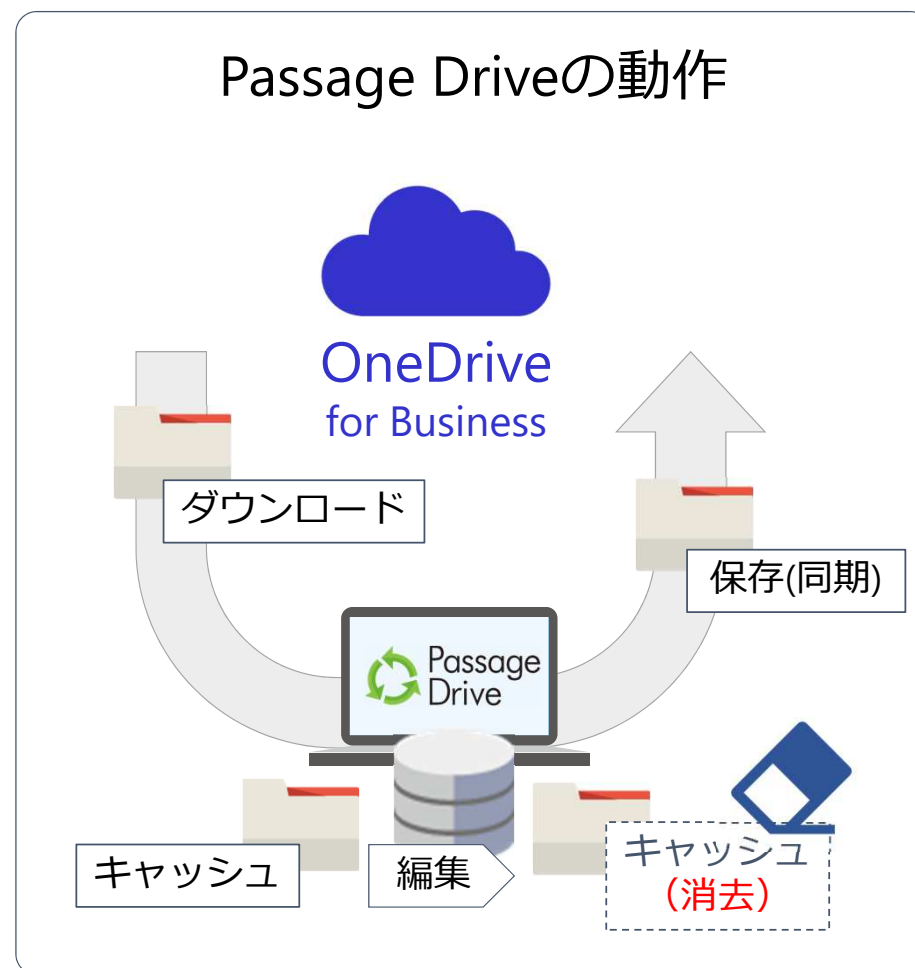 Passage Driveの動作
OneDrive
for Business
ダウンロード
保存(同期)
Passage
Drive
キャッシュ
編集
キャッシュ
（消去）